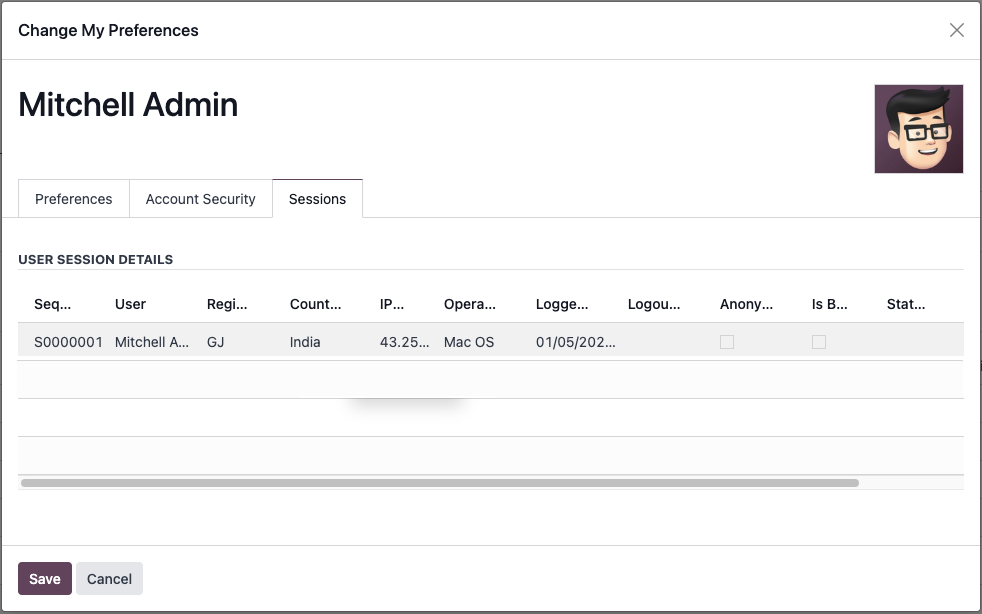 Change My Preferences
Mitchell Admin
Preferences Account Security Sessions
USER SESSION DETAILS
Seq... User Regi... Count... IP... Opera... Logge... Logou... Anony... Is B... Stat...
S0000001 Mitchell A... GJ India 43.25... Mac OS 01/05/202...
Save Cancel